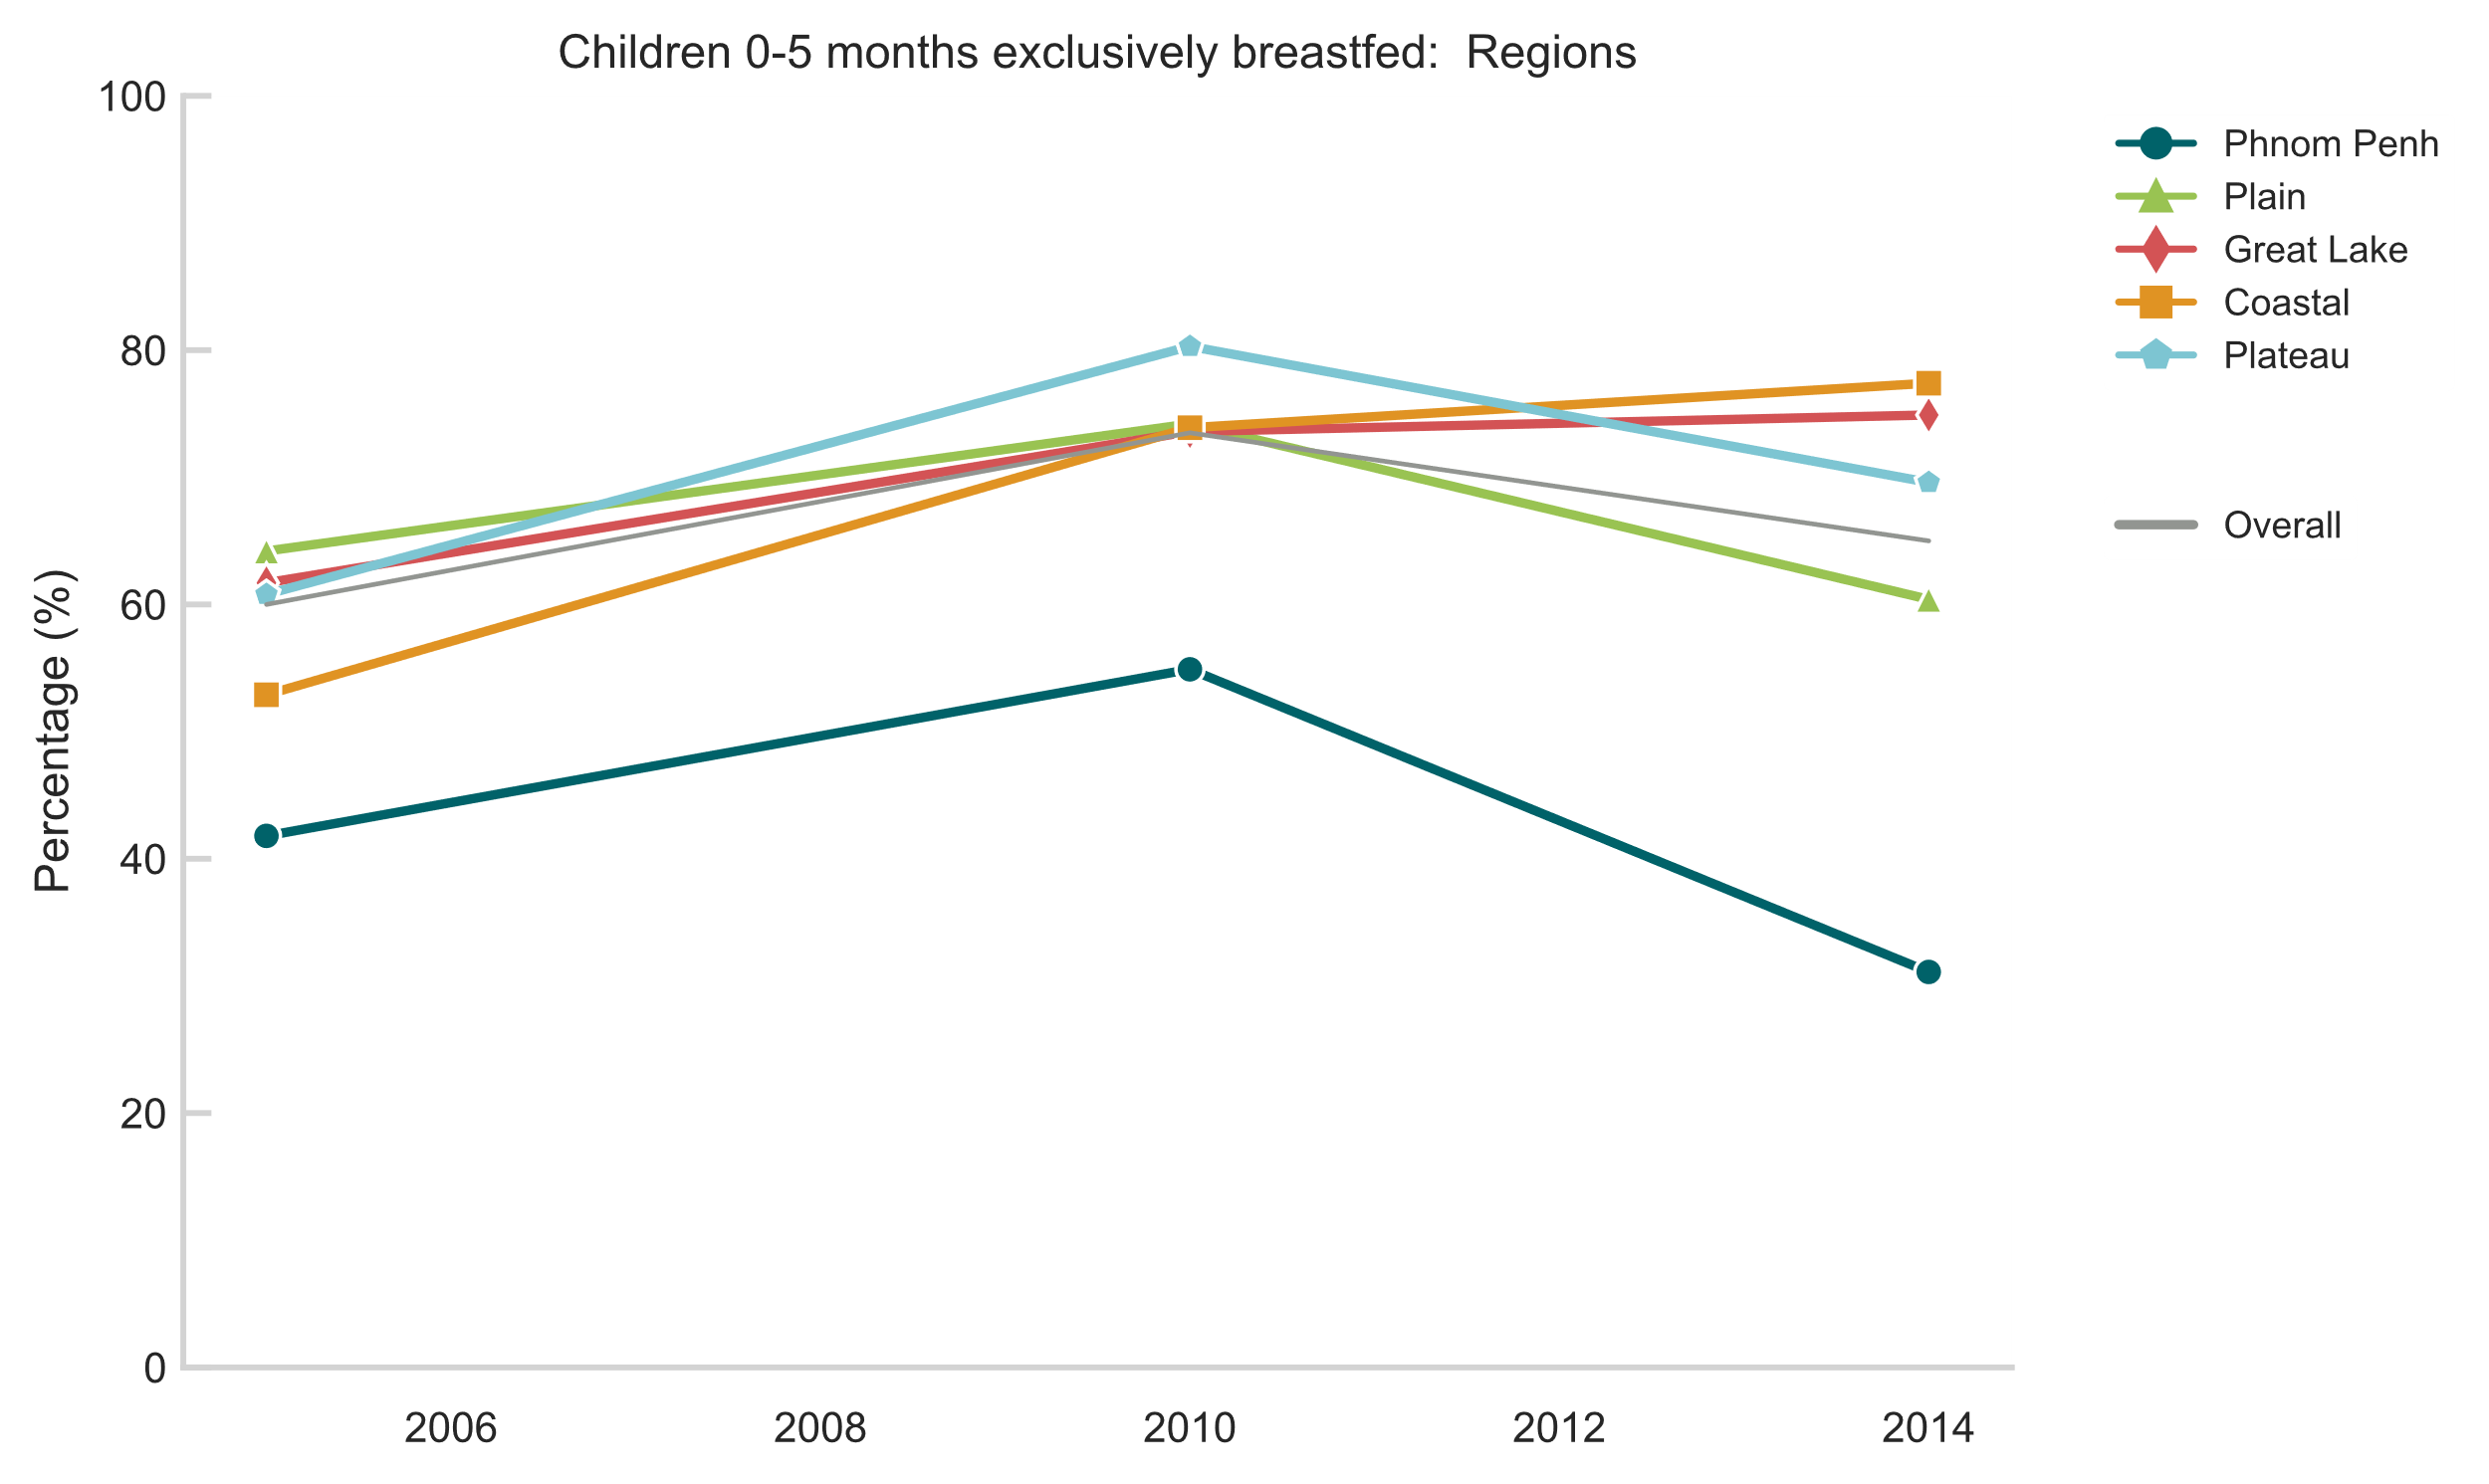 Children 0-5 months exclusively breastfed:  Regions
Percentage (%)
100
80
60
40
20
0
2006
2008
2010
2012
2014
Phnom Penh
Plain
Great Lake
Coastal
Plateau
Overall